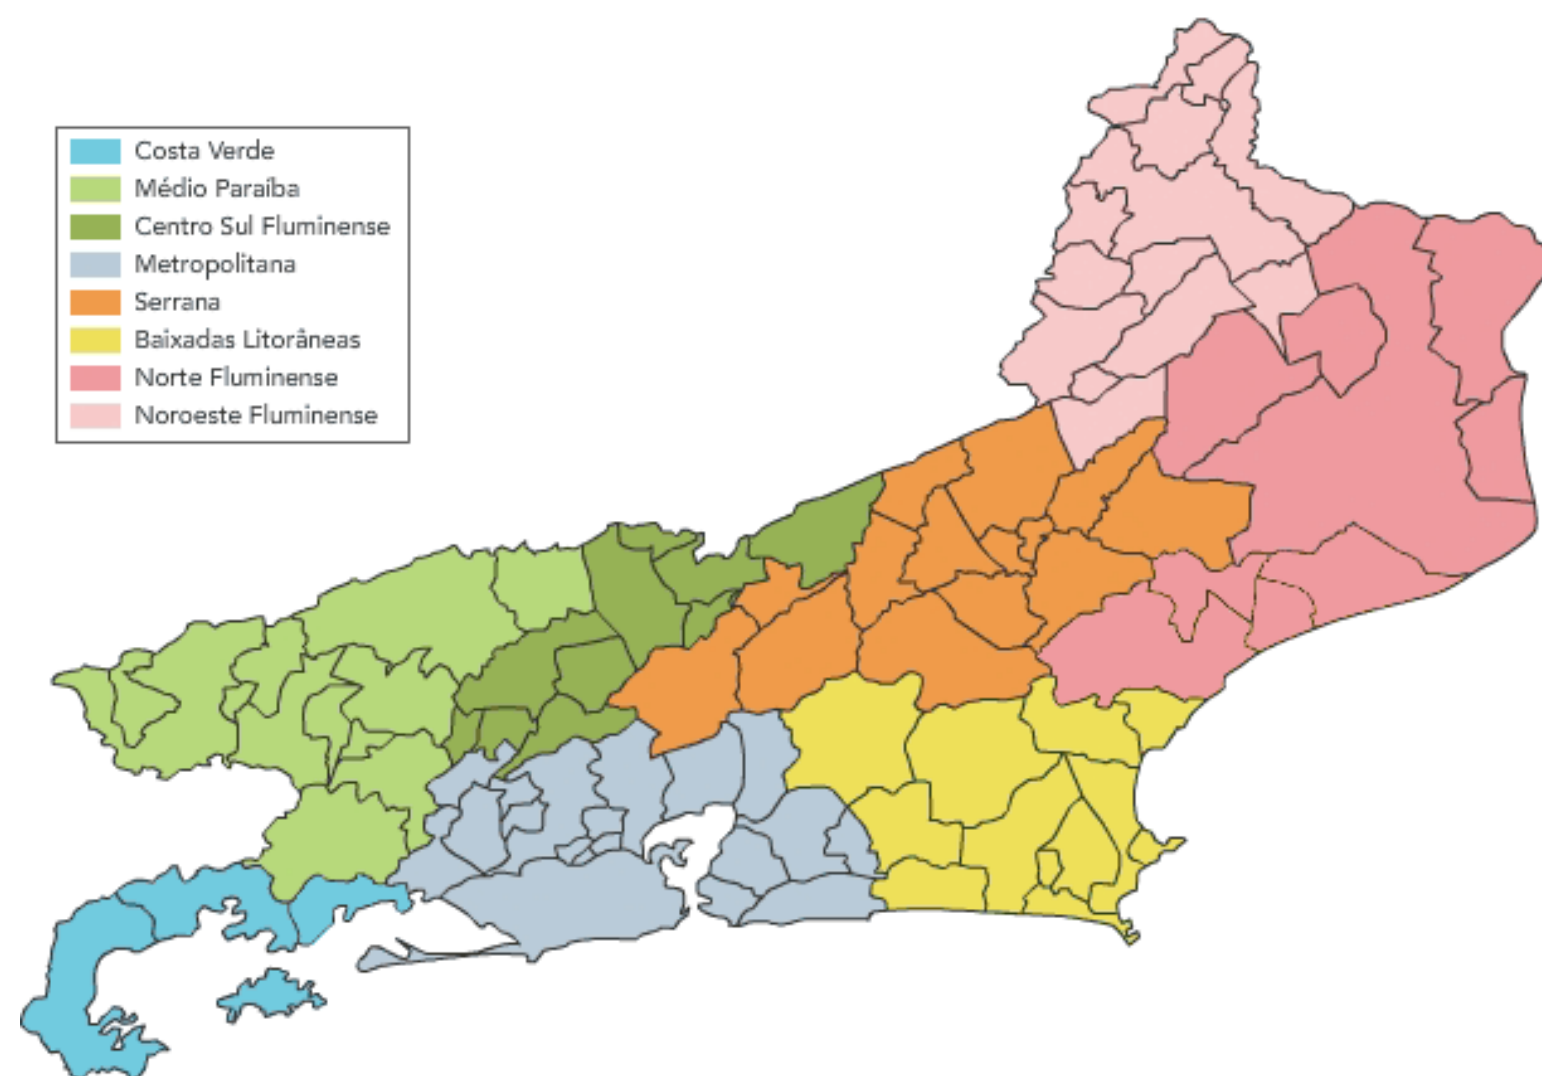 Costa Verde
Médio Paraíba
Centro Sul Fluminense
Metropolitana
Serrana
Baixadas Litorâneas
Norte Fluminense
Noroeste Fluminense